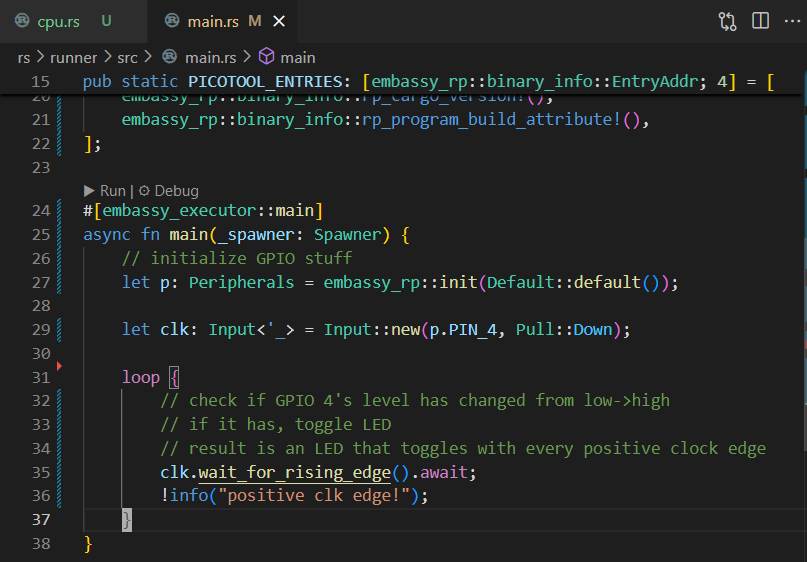 cpu.rs U main.rs M
rs > runner > src > main.rs > main
15 pub static PICOTOOL_ENTRIES: [embassy_rp::binary_info::EntryAddr; 4] = [
20 embassy_rp::binary_info::rp_cargo_version!(),
21 embassy_rp::binary_info::rp_program_build_attribute!(),
22 ];
23
Run | Debug
24 #[embassy_executor::main]
25 async fn main(_spawner: Spawner) {
26 // initialize GPIO stuff
27 let p: Peripherals = embassy_rp::init(Default::default());
28
29 let clk: Input<'_> = Input::new(p.PIN_4, Pull::Down);
30
31 loop {
32 // check if GPIO 4's level has changed from low->high
33 // if it has, toggle LED
34 // result is an LED that toggles with every positive clock edge
35 clk.wait_for_rising_edge().await;
36 !info("positive clk edge!");
37 }
38 }